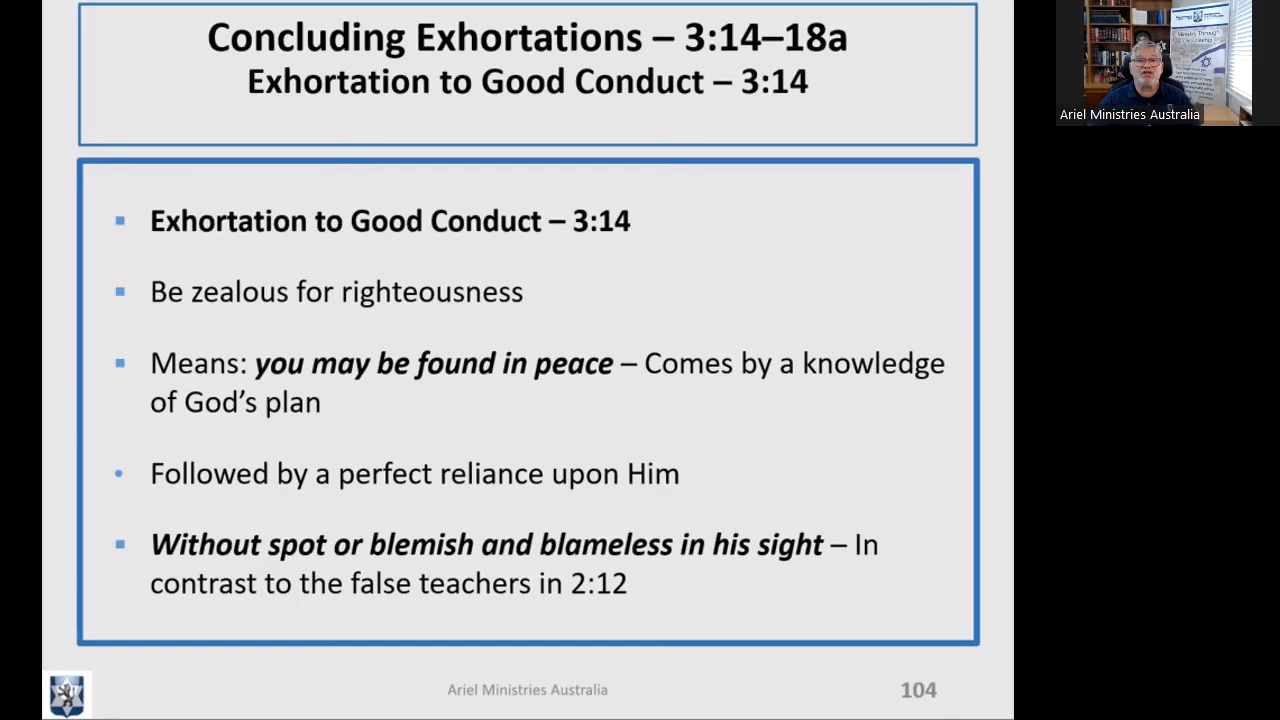 Concluding Exhortations – 3:14–18a
Exhortation to Good Conduct – 3:14
Exhortation to Good Conduct – 3:14
Be zealous for righteousness
Means: you may be found in peace – Comes by a knowledge
of God's plan
Followed by a perfect reliance upon Him
Without spot or blemish and blameless in his sight – In
contrast to the false teachers in 2:12
Ariel Ministries Australia
104
Ministry Through
Ariel Ministries Australia